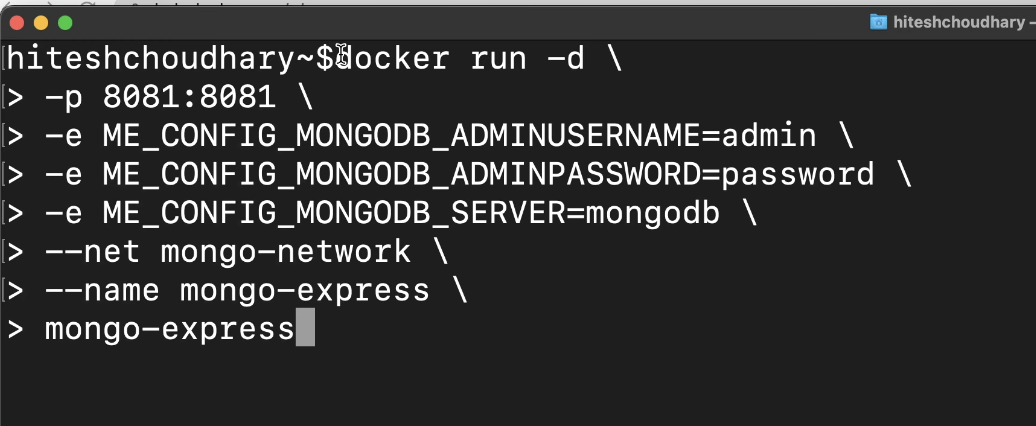 hiteshchoudhary –
hiteshchoudhary~$docker run -d \
> -p 8081:8081 \
> -e ME_CONFIG_MONGODB_ADMINUSERNAME=admin \
> -e ME_CONFIG_MONGODB_ADMINPASSWORD=password \
> -e ME_CONFIG_MONGODB_SERVER=mongodb \
> --net mongo-network \
> --name mongo-express \
> mongo-express